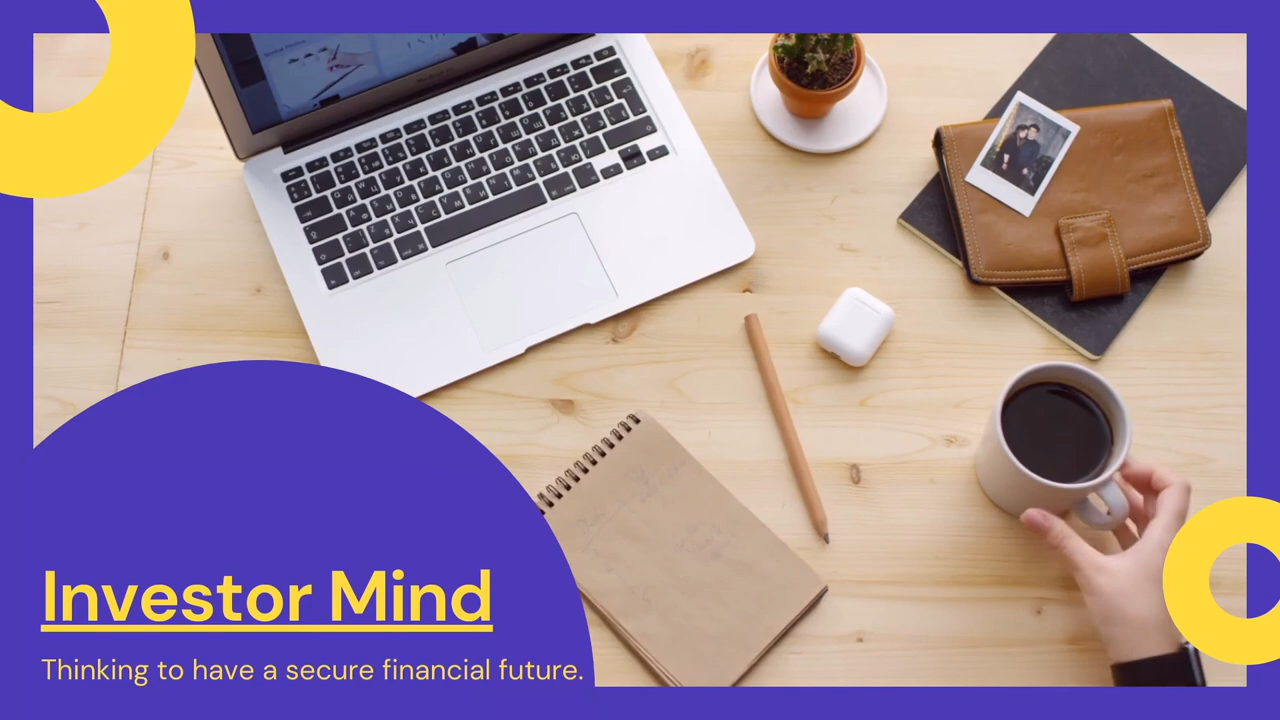 Investor Mind
Thinking to have a secure financial future.